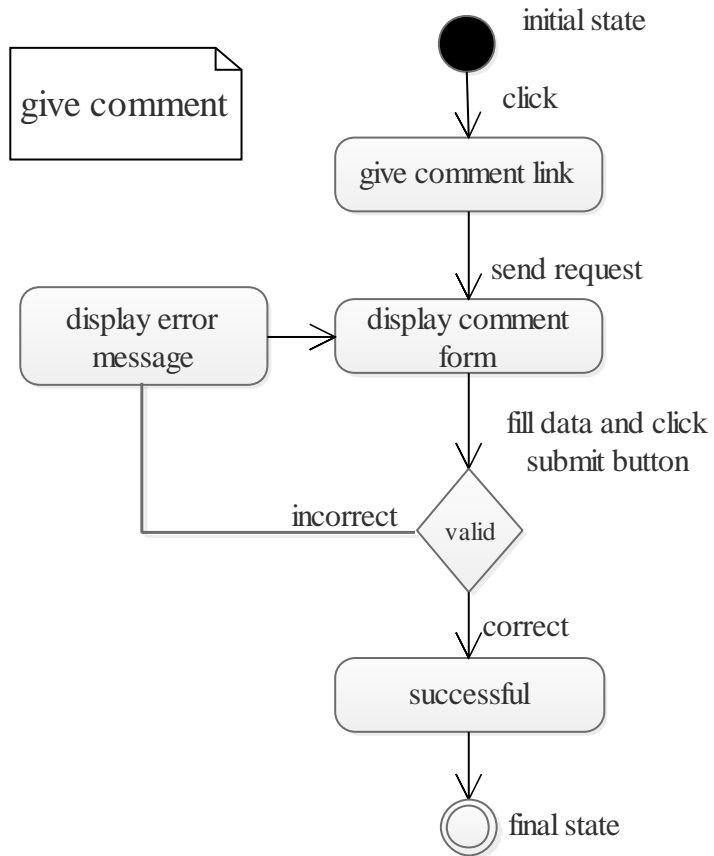 initial state
give comment
click
give comment link
send request
display error
message
display comment
form
fill data and click
submit button
incorrect
valid
correct
successful
final state